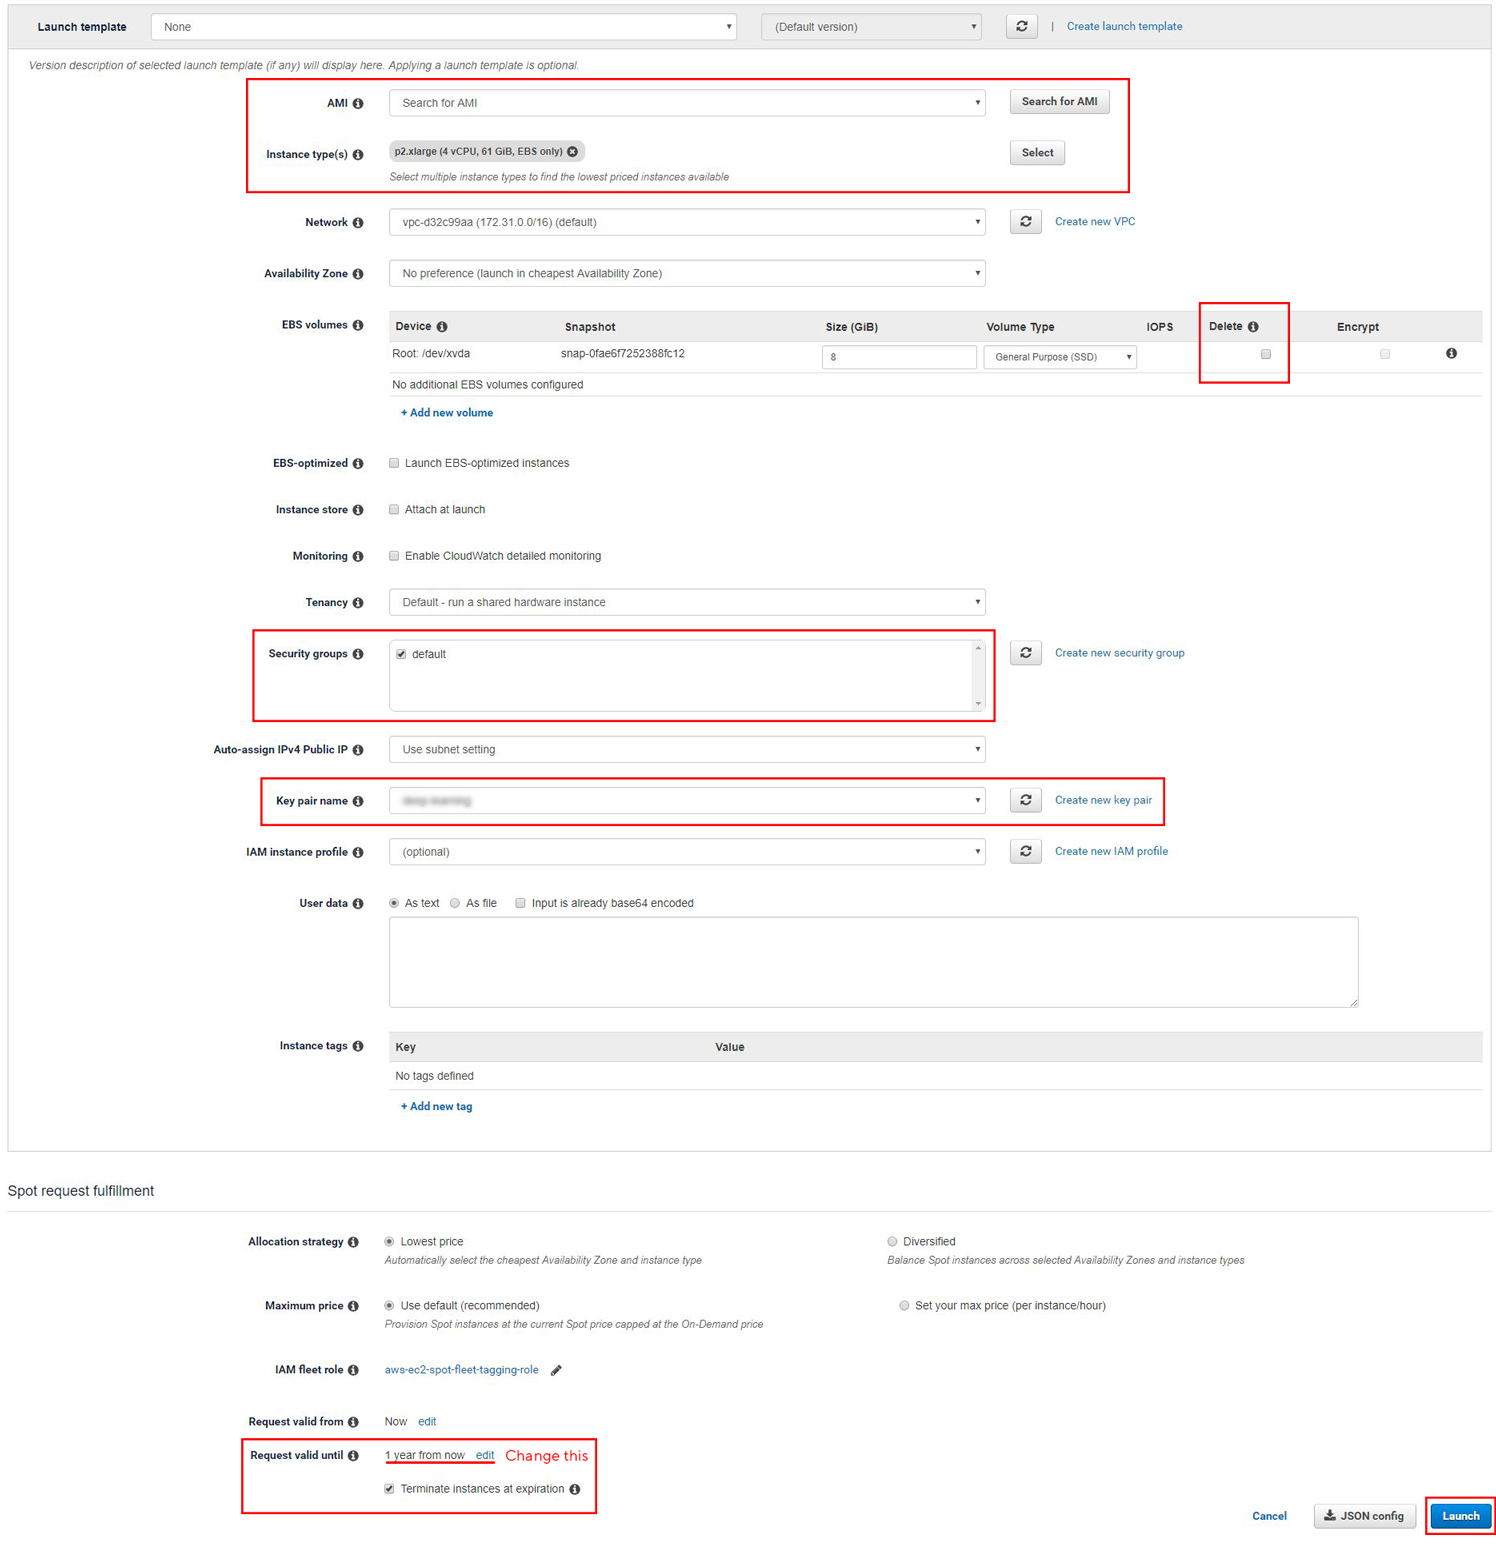 Launch template None (Default version) | Create launch template
Version description of selected launch template (if any) will display here. Applying a launch template is optional.
AMI Search for AMI Search for AMI
Instance type(s) p2.xlarge (4 vCPU, 61 GiB, EBS only) Select
Select multiple instance types to find the lowest priced instances available
Network vpc-d32c99aa (172.31.0.0/16) (default) Create new VPC
Availability Zone No preference (launch in cheapest Availability Zone)
EBS volumes Device Snapshot Size (GiB) Volume Type IOPS Delete Encrypt
Root: /dev/xvda snap-0fae6f7252388fc12 8 General Purpose (SSD)
No additional EBS volumes configured
+ Add new volume
EBS-optimized Launch EBS-optimized instances
Instance store Attach at launch
Monitoring Enable CloudWatch detailed monitoring
Tenancy Default - run a shared hardware instance
Security groups default Create new security group
Auto-assign IPv4 Public IP Use subnet setting
Key pair name Create new key pair
IAM instance profile (optional) Create new IAM profile
User data As text As file Input is already base64 encoded
Instance tags Key Value
No tags defined
+ Add new tag
Spot request fulfillment
Allocation strategy Lowest price Diversified
Automatically select the cheapest Availability Zone and instance type Balance Spot instances across selected Availability Zones and instance types
Maximum price Use default (recommended) Set your max price (per instance/hour)
Provision Spot instances at the current Spot price capped at the On-Demand price
IAM fleet role aws-ec2-spot-fleet-tagging-role
Request valid from Now edit
Request valid until 1 year from now edit Change this
Terminate instances at expiration
Cancel JSON config Launch